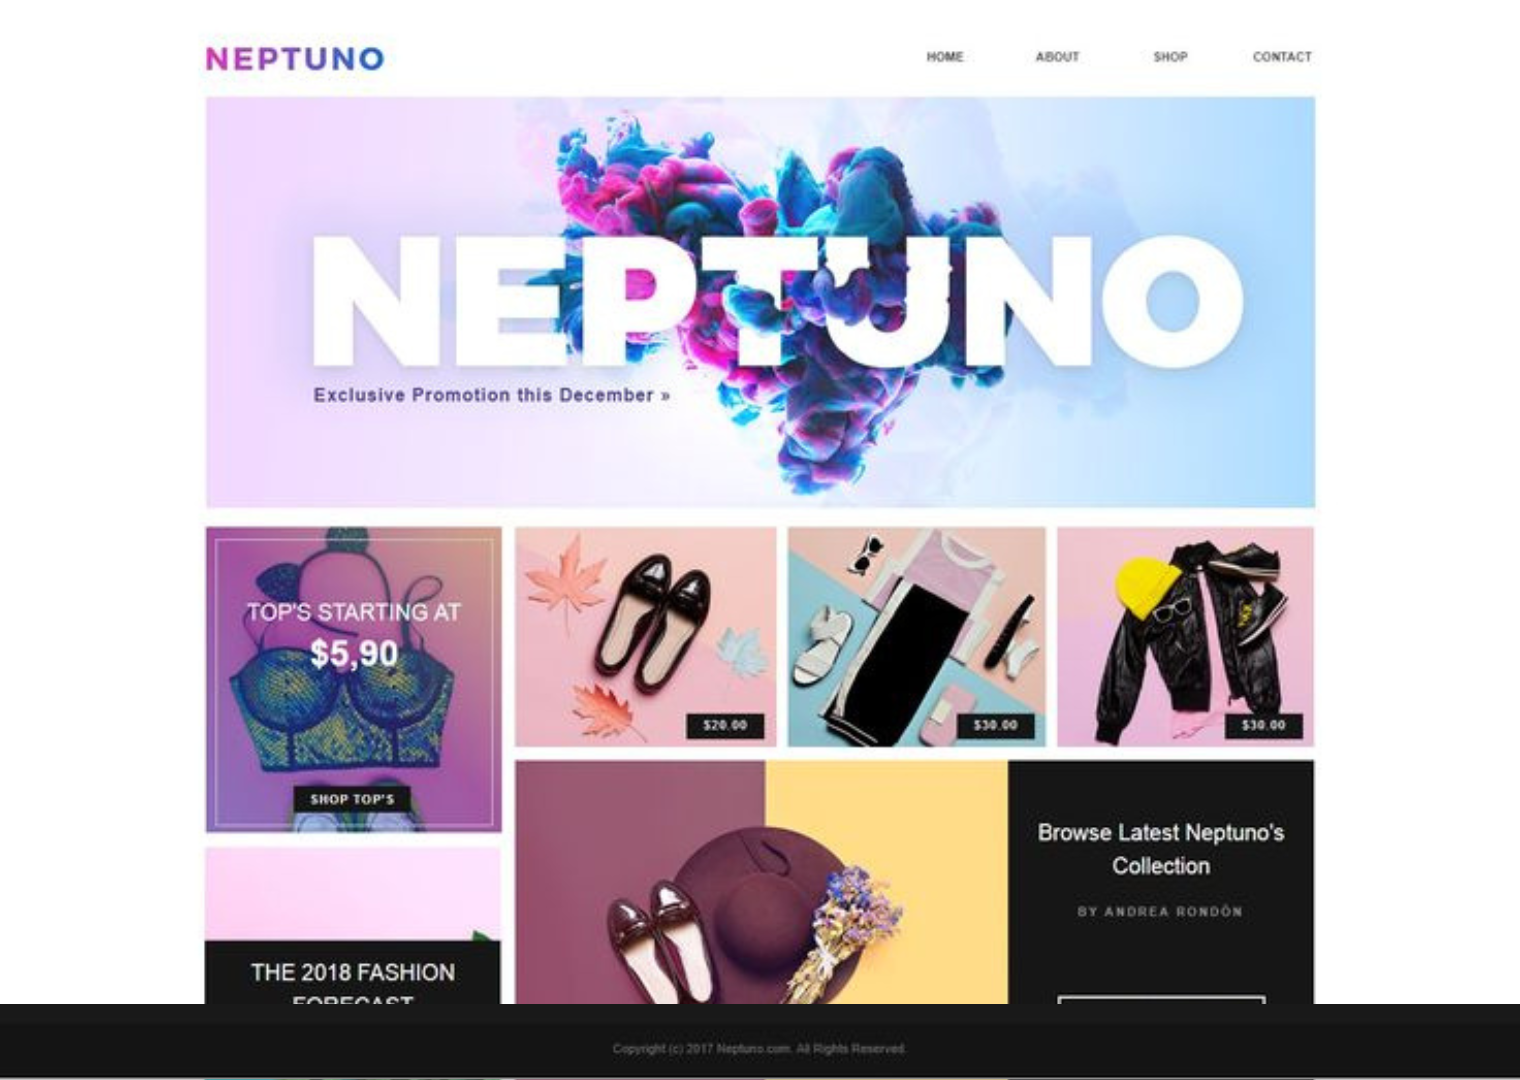 NEPTUNO
HOME ABOUT SHOP CONTACT
NEPTUNO
Exclusive Promotion this December »
TOP'S STARTING AT
$5,90
SHOP TOP'S
$20.00
$30.00
$30.00
Browse Latest Neptuno's
Collection
BY ANDREA RONDÓN
THE 2018 FASHION
FORECAST
Copyright (c) 2017 Neptuno.com. All Rights Reserved.